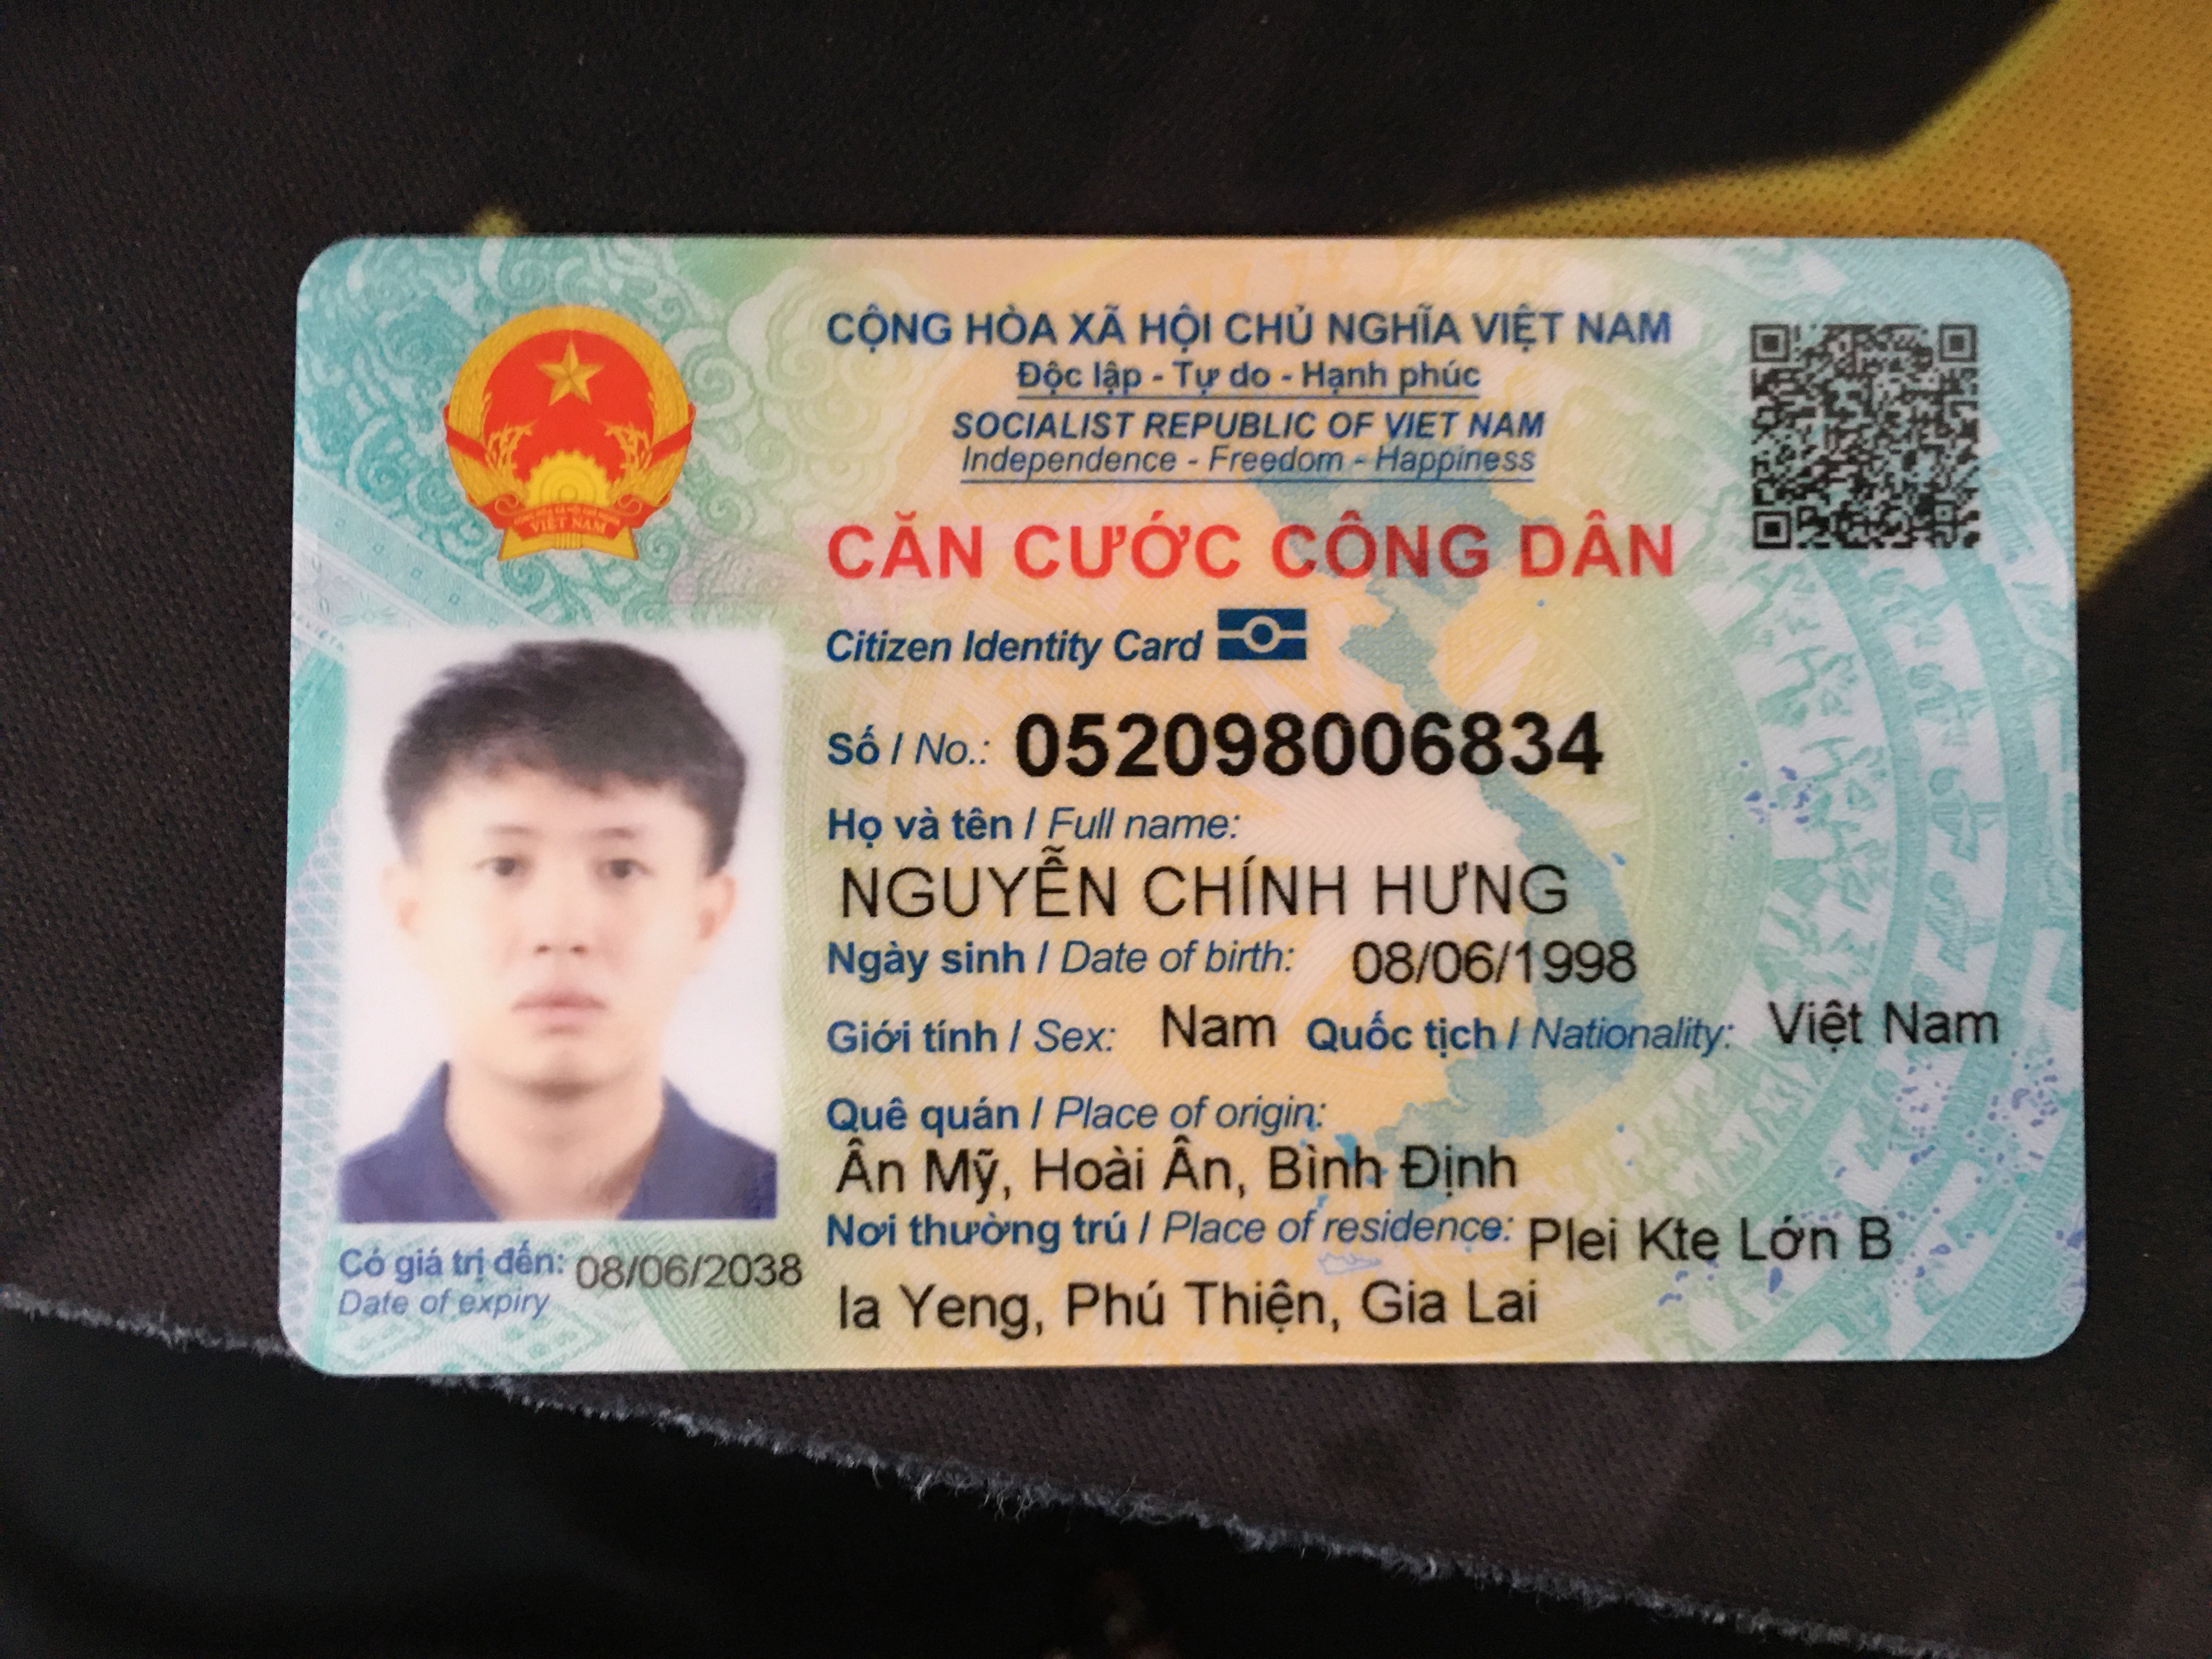 CỘNG HÒA XÃ HỘI CHỦ NGHĨA VIỆT NAM
Độc lập - Tự do - Hạnh phúc
SOCIALIST REPUBLIC OF VIET NAM
Independence - Freedom - Happiness
CĂN CƯỚC CÔNG DÂN
Citizen Identity Card
Số / No.: 052098006834
Họ và tên / Full name:
NGUYỄN CHÍNH HƯNG
Ngày sinh / Date of birth: 08/06/1998
Giới tính / Sex: Nam Quốc tịch / Nationality: Việt Nam
Quê quán / Place of origin:
Ân Mỹ, Hoài Ân, Bình Định
Nơi thường trú / Place of residence: Plei Kte Lớn B
Ia Yeng, Phú Thiện, Gia Lai
Có giá trị đến: 08/06/2038
Date of expiry
VIỆT NAM